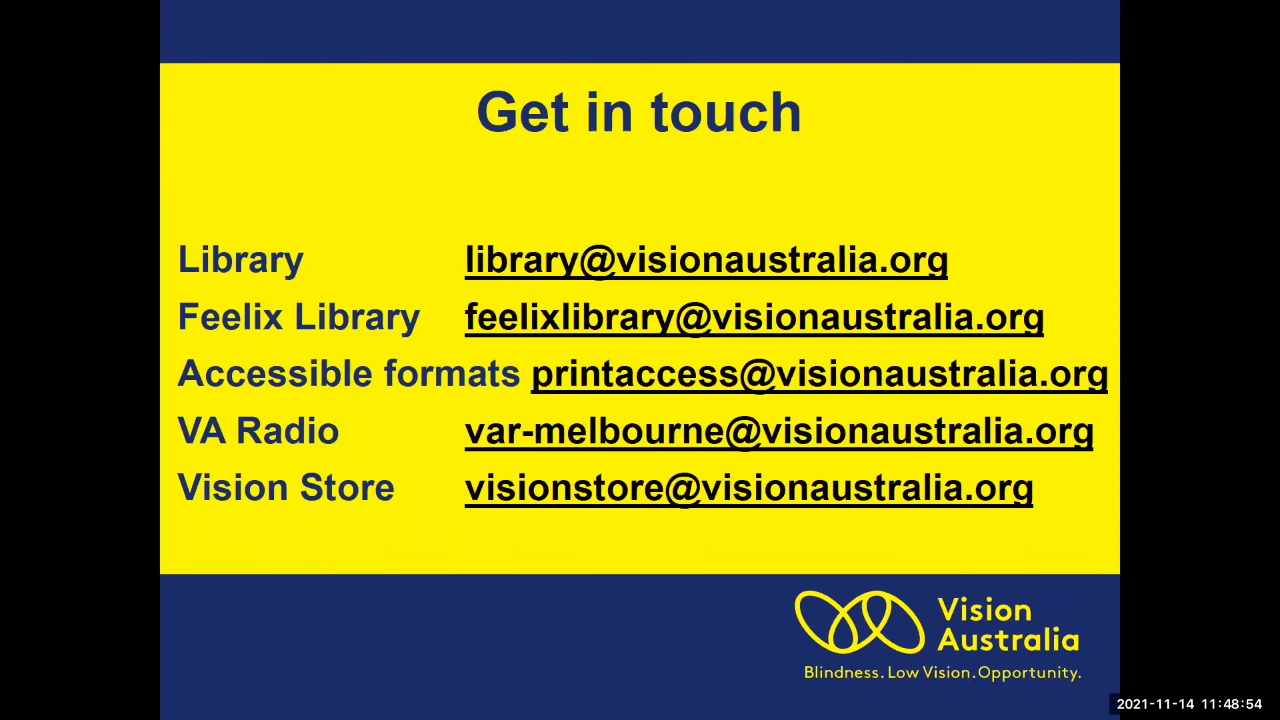 Get in touch
Library library@visionaustralia.org
Feelix Library feelixlibrary@visionaustralia.org
Accessible formats printaccess@visionaustralia.org
VA Radio var-melbourne@visionaustralia.org
Vision Store visionstore@visionaustralia.org
Vision
Australia
Blindness. Low Vision. Opportunity.
2021-11-14 11:48:54